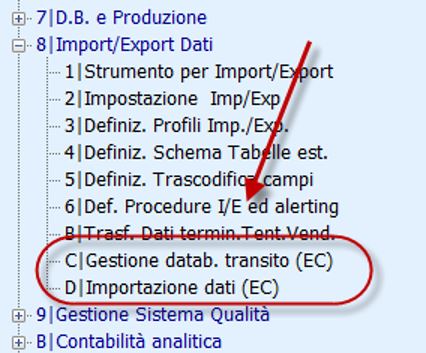 7|D.B. e Produzione
8|Import/Export Dati
1|Strumento per Import/Export
2|Impostazione Imp/Exp
3|Definiz. Profili Imp./Exp.
4|Definiz. Schema Tabelle est.
5|Definiz. Trascodifica campi
6|Def. Procedure I/E ed alerting
B|Trasf. Dati termin.Tent.Vend.
C|Gestione datab. transito (EC)
D|Importazione dati (EC)
9|Gestione Sistema Qualità
B|Contabilità analitica